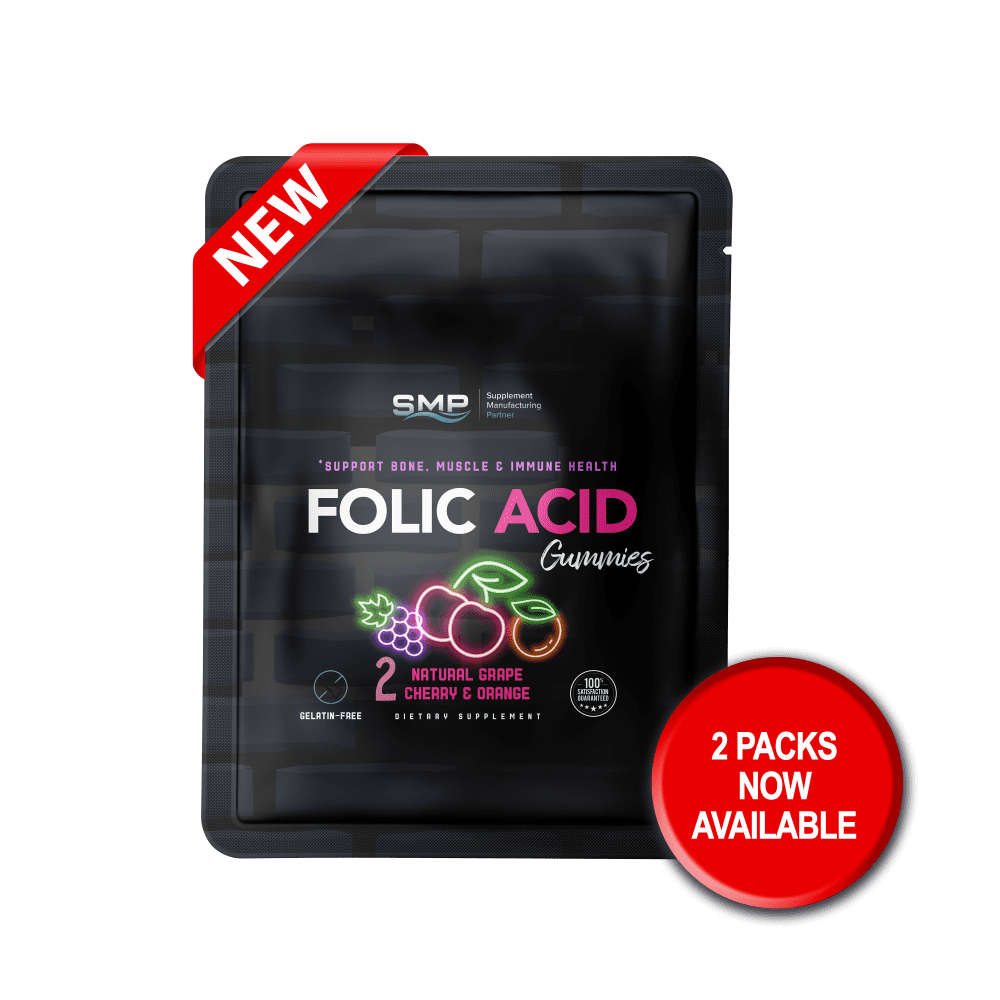 NEW
SMP
Supplement
Manufacturing
Partner
*SUPPORT BONE, MUSCLE & IMMUNE HEALTH
FOLIC ACID
Gummies
2 NATURAL GRAPE
CHERRY & ORANGE
GELATIN-FREE
DIETARY SUPPLEMENT
100%
SATISFACTION
GUARANTEED
2 PACKS
NOW
AVAILABLE